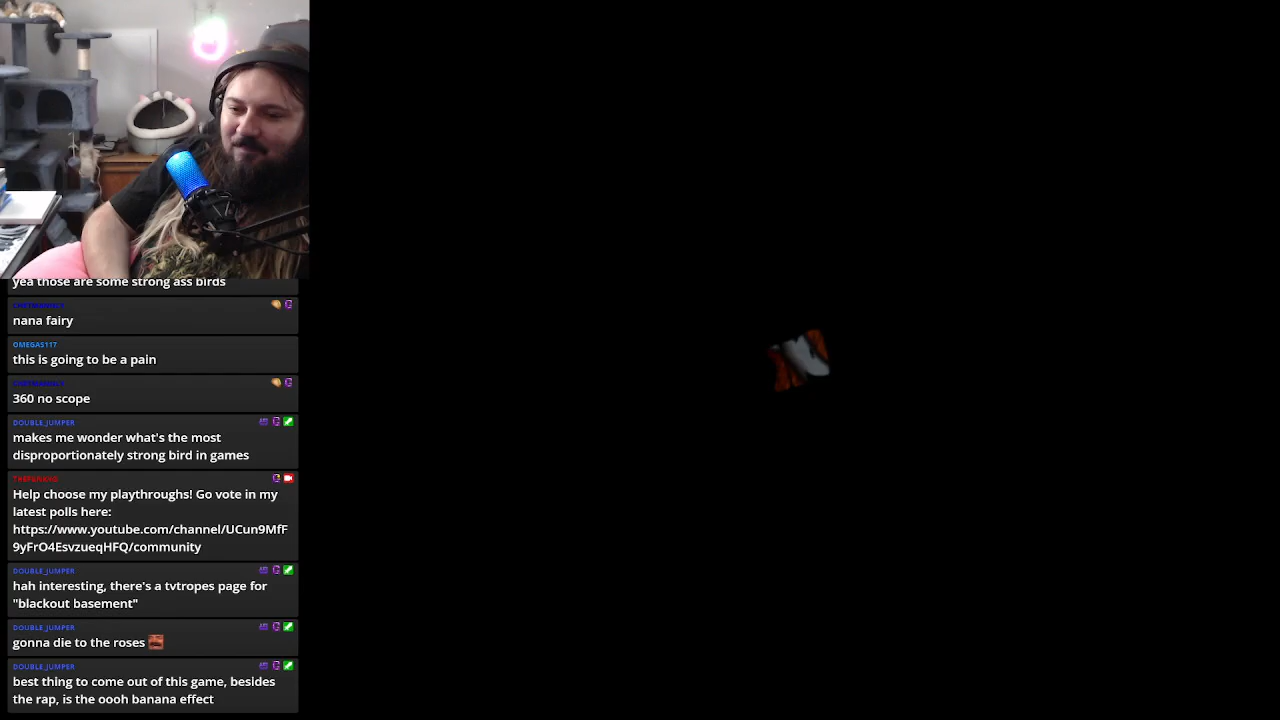 yea those are some strong ass birds
nana fairy
OMEGAS117
this is going to be a pain
360 no scope
DOUBLE_JUMPER
makes me wonder what's the most
disproportionately strong bird in games
Help choose my playthroughs! Go vote in my
latest polls here:
https://www.youtube.com/channel/UCun9MfF
9yFrO4EsvzueqHFQ/community
DOUBLE_JUMPER
hah interesting, there's a tvtropes page for
"blackout basement"
DOUBLE_JUMPER
gonna die to the roses
DOUBLE_JUMPER
best thing to come out of this game, besides
the rap, is the oooh banana effect